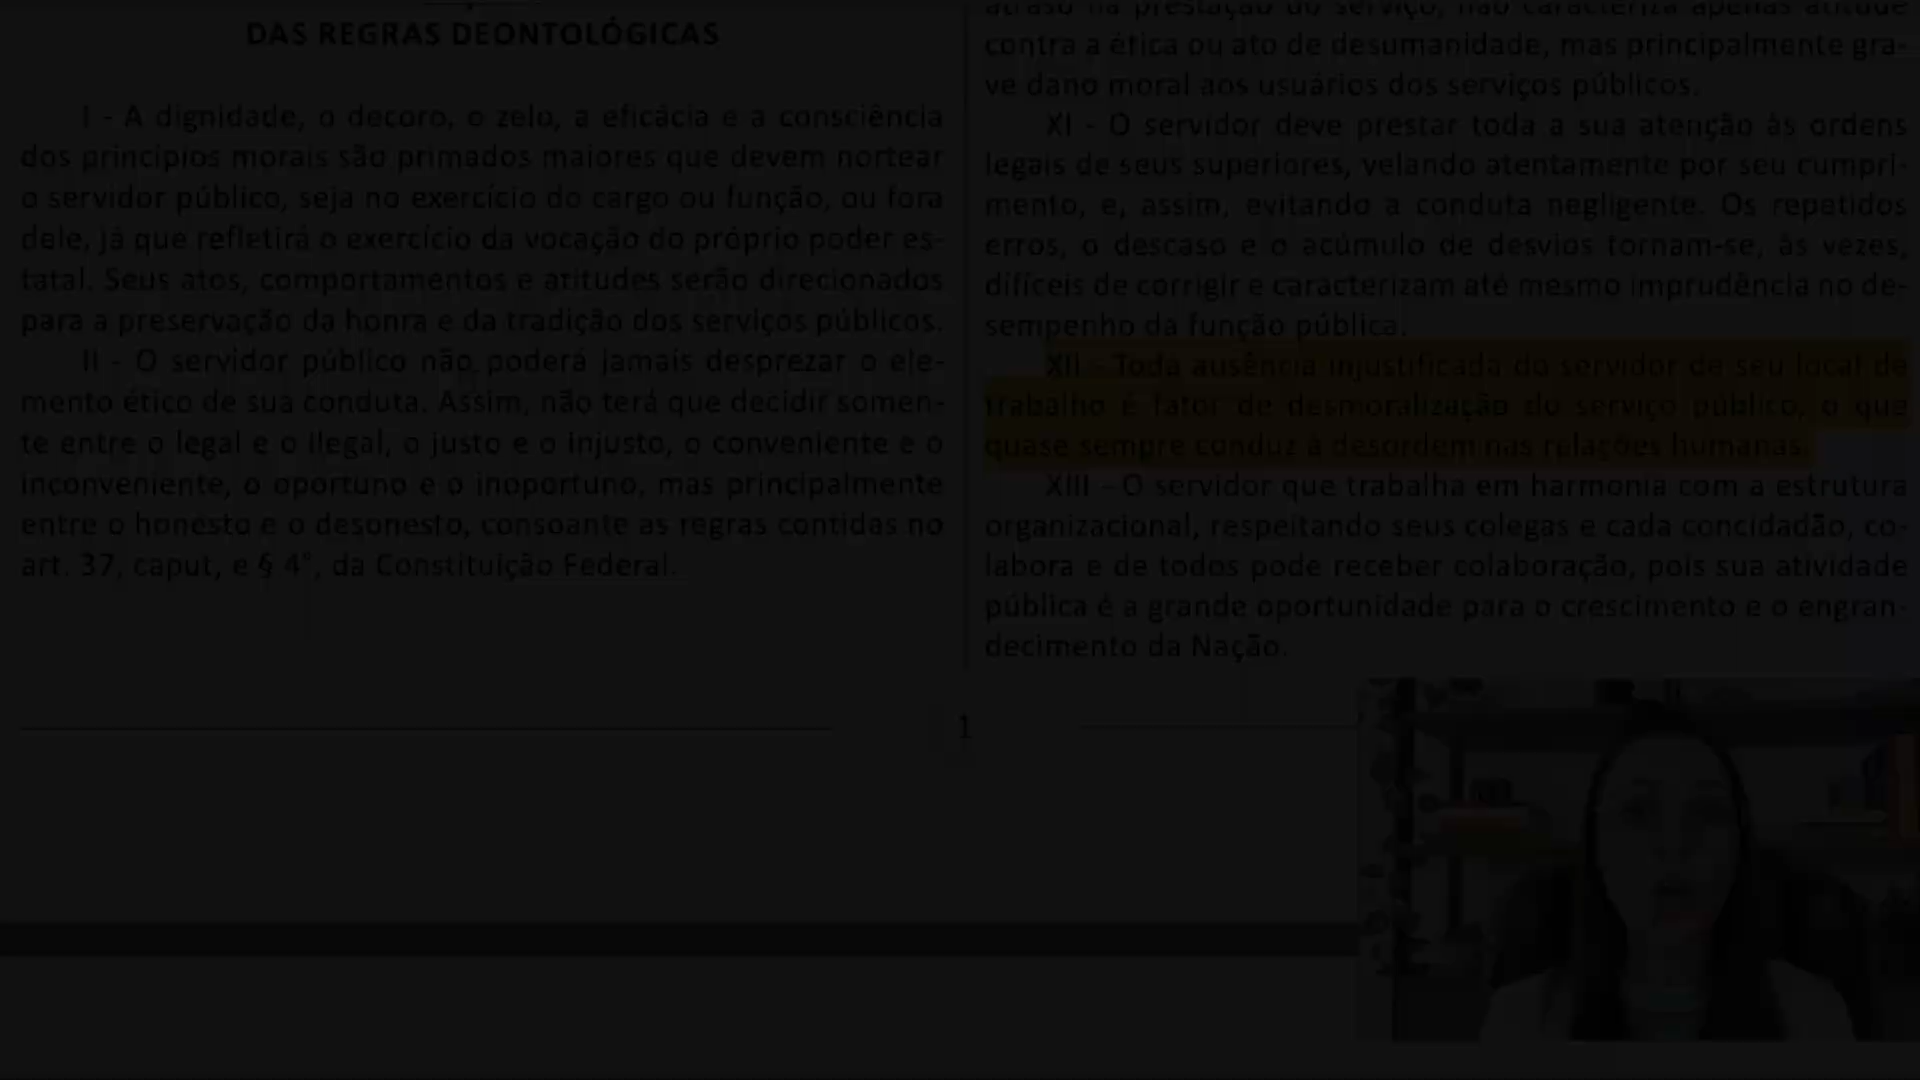 DAS REGRAS DEONTOLÓGICAS
I - A dignidade, o decoro, o zelo, a eficácia e a consciência
dos princípios morais são primados maiores que devem nortear
o servidor público, seja no exercício do cargo ou função, ou fora
dele, já que refletirá o exercício da vocação do próprio poder es-
tatal. Seus atos, comportamentos e atitudes serão direcionados
para a preservação da honra e da tradição dos serviços públicos.
II - O servidor público não poderá jamais desprezar o ele-
mento ético de sua conduta. Assim, não terá que decidir somen-
te entre o legal e o ilegal, o justo e o injusto, o conveniente e o
inconveniente, o oportuno e o inoportuno, mas principalmente
entre o honesto e o desonesto, consoante as regras contidas no
art. 37, caput, e § 4°, da Constituição Federal.
atraso na prestação do serviço, não caracteriza apenas atitude
contra a ética ou ato de desumanidade, mas principalmente gra-
ve dano moral aos usuários dos serviços públicos.
XI - O servidor deve prestar toda a sua atenção às ordens
legais de seus superiores, velando atentamente por seu cumpri-
mento, e, assim, evitando a conduta negligente. Os repetidos
erros, o descaso e o acúmulo de desvios tornam-se, às vezes,
difíceis de corrigir e caracterizam até mesmo imprudência no de-
sempenho da função pública.
XII - Toda ausência injustificada do servidor de seu local de
trabalho é fator de desmoralização do serviço público, o que
quase sempre conduz à desordem nas relações humanas.
XIII - O servidor que trabalha em harmonia com a estrutura
organizacional, respeitando seus colegas e cada concidadão, co-
labora e de todos pode receber colaboração, pois sua atividade
pública é a grande oportunidade para o crescimento e o engran-
decimento da Nação.
1